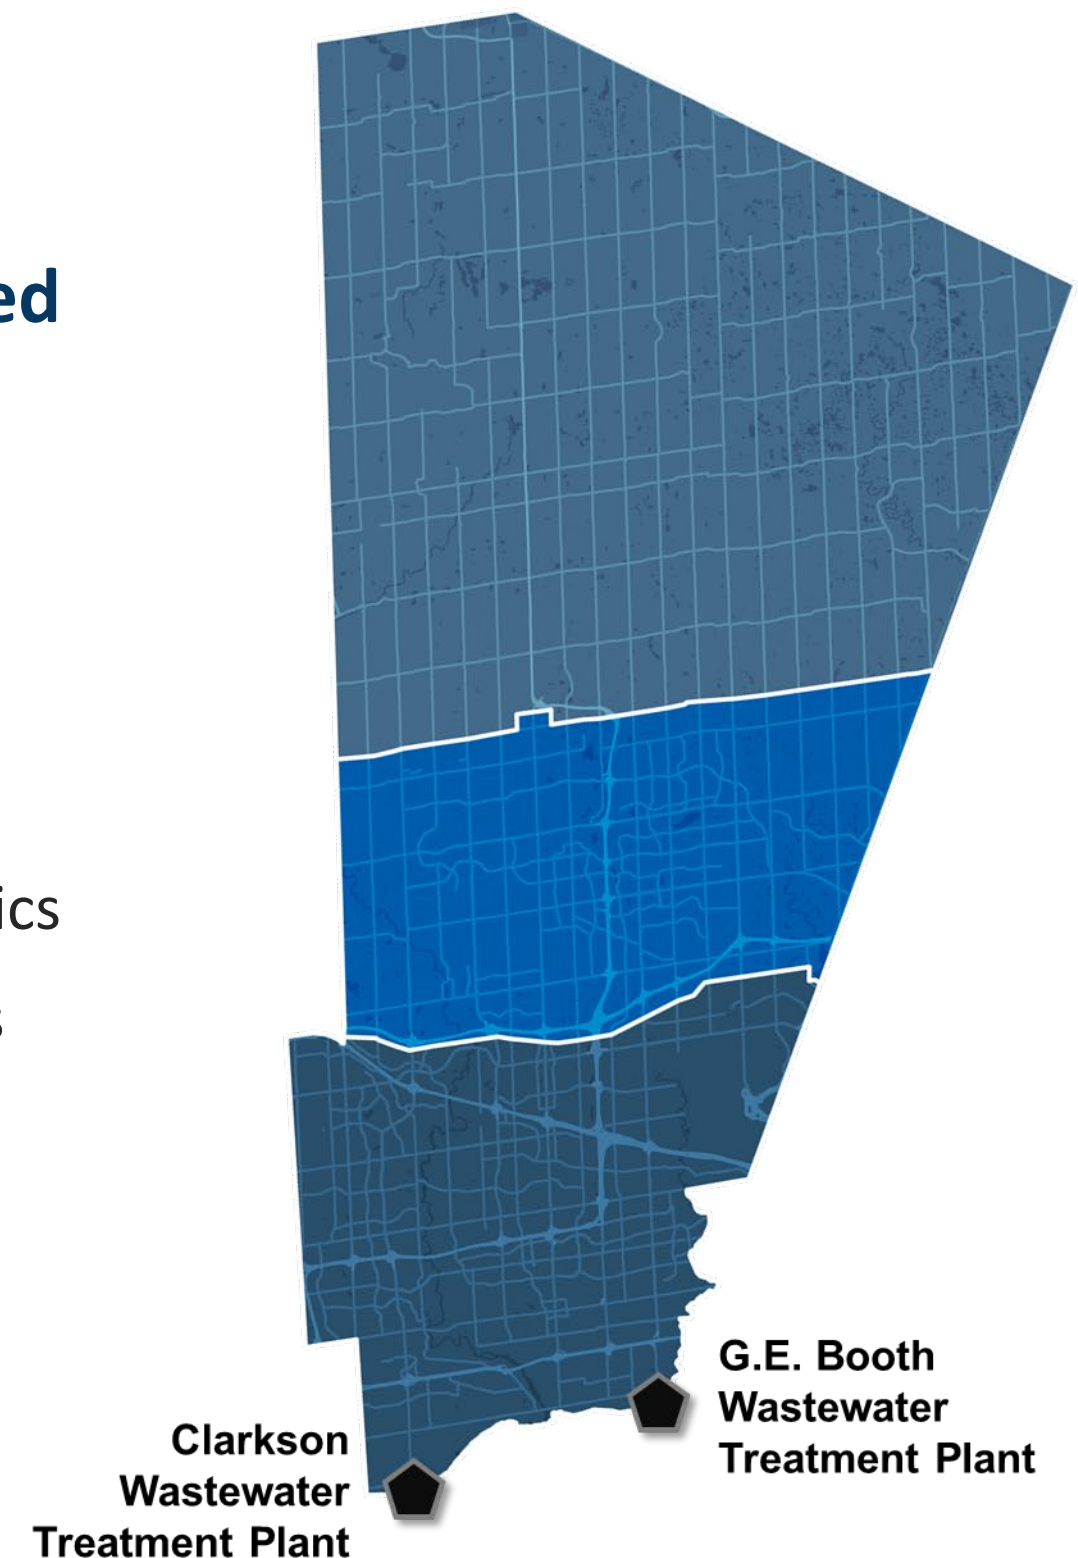 ed
ics
s
G.E. Booth
Wastewater
Treatment Plant
Clarkson
Wastewater
Treatment Plant